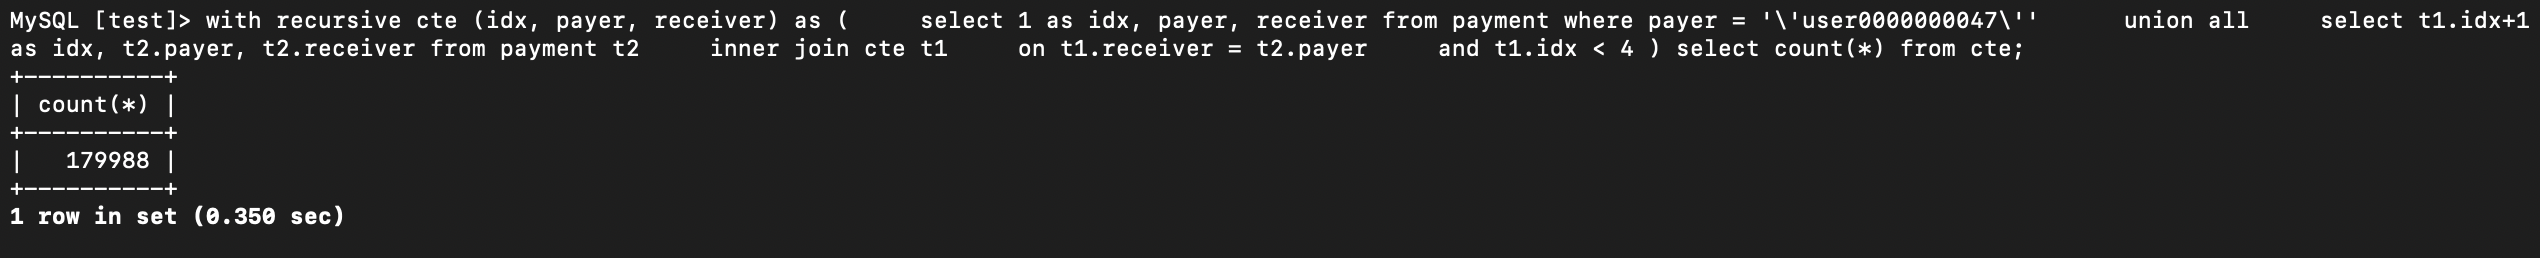 MySQL [test]> with recursive cte (idx, payer, receiver) as (     select 1 as idx, payer, receiver from payment where payer = '\'user0000000047\''      union all     select t1.idx+1
as idx, t2.payer, t2.receiver from payment t2     inner join cte t1     on t1.receiver = t2.payer     and t1.idx < 4 ) select count(*) from cte;
+----------+
| count(*) |
+----------+
|   179988 |
+----------+
1 row in set (0.350 sec)